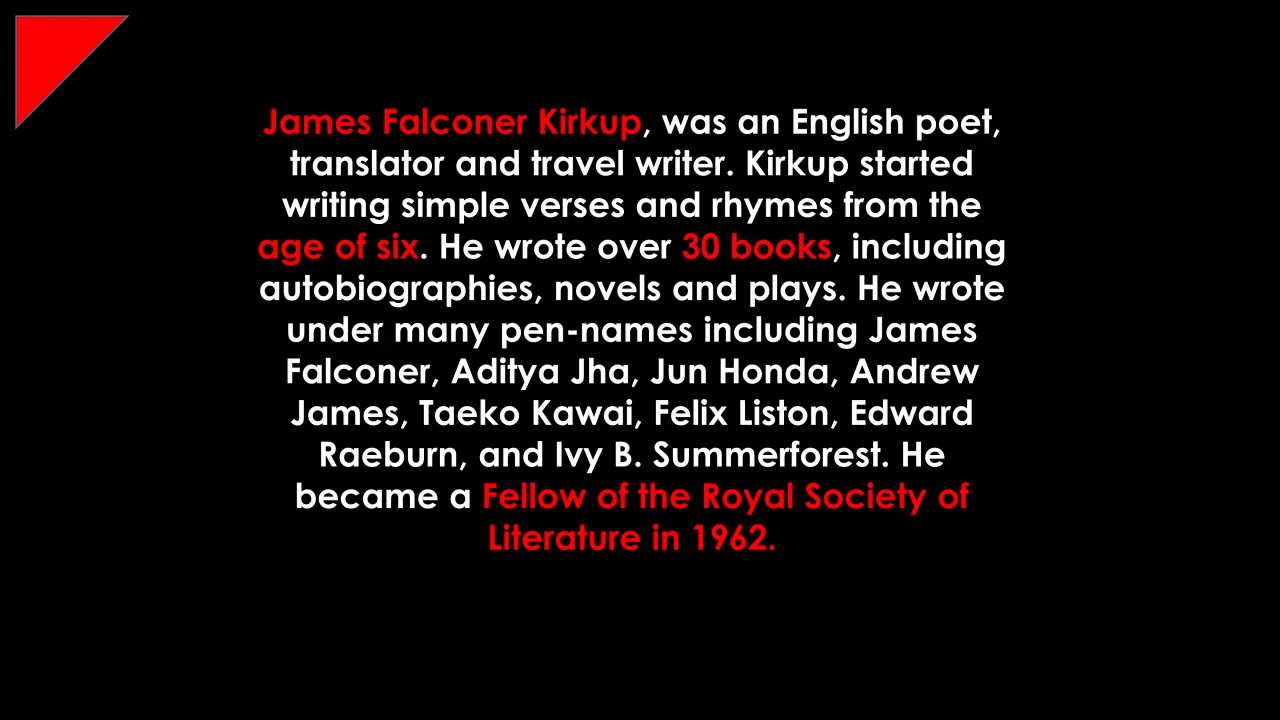 James Falconer Kirkup, was an English poet,
translator and travel writer. Kirkup started
writing simple verses and rhymes from the
age of six. He wrote over 30 books, including
autobiographies, novels and plays. He wrote
under many pen-names including James
Falconer, Aditya Jha, Jun Honda, Andrew
James, Taeko Kawai, Felix Liston, Edward
Raeburn, and Ivy B. Summerforest. He
became a Fellow of the Royal Society of
Literature in 1962.